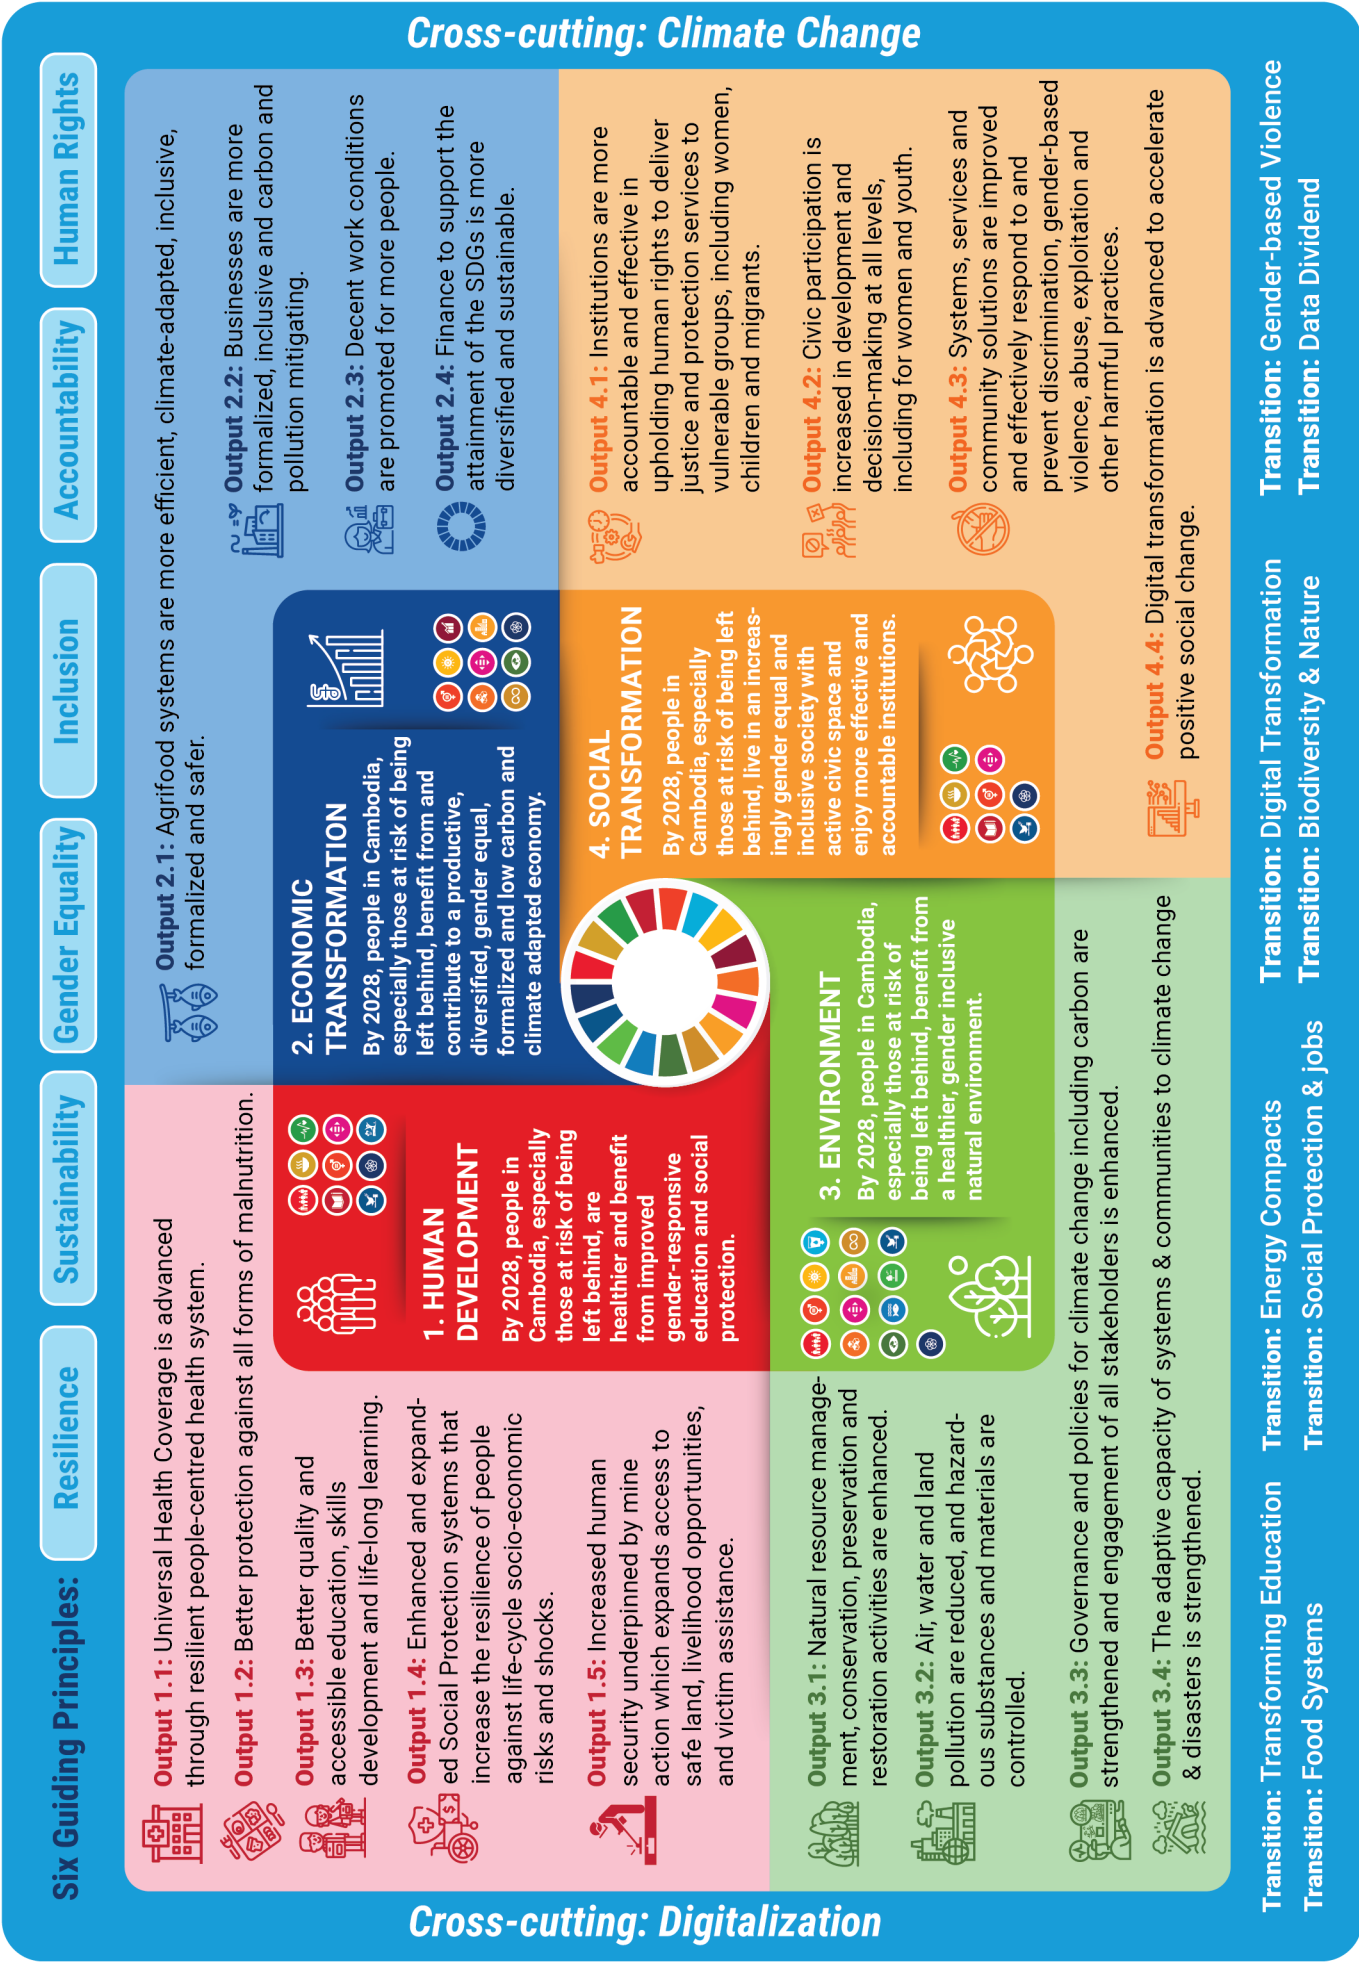 Cross-cutting: Climate Change
Six Guiding Principles:
Resilience
Sustainability
Gender Equality
Inclusion
Accountability
Human Rights
Output 1.1: Universal Health Coverage is advanced
through resilient people-centred health system.
Output 1.2: Better protection against all forms of malnutrition.
Output 1.3: Better quality and
accessible education, skills
development and life-long learning.
Output 1.4: Enhanced and expand-
ed Social Protection systems that
increase the resilience of people
against life-cycle socio-economic
risks and shocks.
Output 1.5: Increased human
security underpinned by mine
action which expands access to
safe land, livelihood opportunities,
and victim assistance.
1. HUMAN
DEVELOPMENT
By 2028, people in
Cambodia, especially
those at risk of being
left behind, are
healthier and benefit
from improved
gender-responsive
education and social
protection.
Output 2.1: Agrifood systems are more efficient, climate-adapted, inclusive,
formalized and safer.
Output 2.2: Businesses are more
formalized, inclusive and carbon and
pollution mitigating.
Output 2.3: Decent work conditions
are promoted for more people.
Output 2.4: Finance to support the
attainment of the SDGs is more
diversified and sustainable.
2. ECONOMIC
TRANSFORMATION
By 2028, people in Cambodia,
especially those at risk of being
left behind, benefit from and
contribute to a productive,
diversified, gender equal,
formalized and low carbon and
climate adapted economy.
Output 3.1: Natural resource manage-
ment, conservation, preservation and
restoration activities are enhanced.
Output 3.2: Air, water and land
pollution are reduced, and hazard-
ous substances and materials are
controlled.
Output 3.3: Governance and policies for climate change including carbon are
strengthened and engagement of all stakeholders is enhanced.
Output 3.4: The adaptive capacity of systems & communities to climate change
& disasters is strengthened.
3. ENVIRONMENT
By 2028, people in Cambodia,
especially those at risk of
being left behind, benefit from
a healthier, gender inclusive
natural environment.
4. SOCIAL
TRANSFORMATION
By 2028, people in
Cambodia, especially
those at risk of being left
behind, live in an increas-
ingly gender equal and
inclusive society with
active civic space and
enjoy more effective and
accountable institutions.
Output 4.1: Institutions are more
accountable and effective in
upholding human rights to deliver
justice and protection services to
vulnerable groups, including women,
children and migrants.
Output 4.2: Civic participation is
increased in development and
decision-making at all levels,
including for women and youth.
Output 4.3: Systems, services and
community solutions are improved
and effectively respond to and
prevent discrimination, gender-based
violence, abuse, exploitation and
other harmful practices.
Output 4.4: Digital transformation is advanced to accelerate
positive social change.
Transition: Transforming Education
Transition: Energy Compacts
Transition: Digital Transformation
Transition: Gender-based Violence
Transition: Food Systems
Transition: Social Protection & jobs
Transition: Biodiversity & Nature
Transition: Data Dividend
Cross-cutting: Digitalization